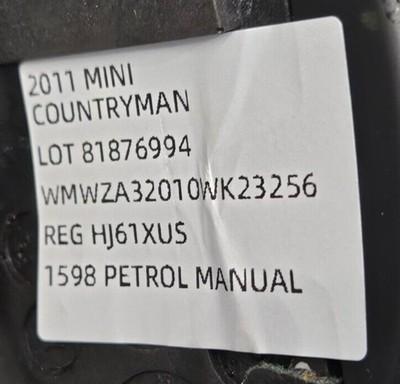 2011 MINI
COUNTRYMAN
LOT 81876994
WMWZA32010WK23256
REG HJ61XUS
1598 PETROL MANUAL